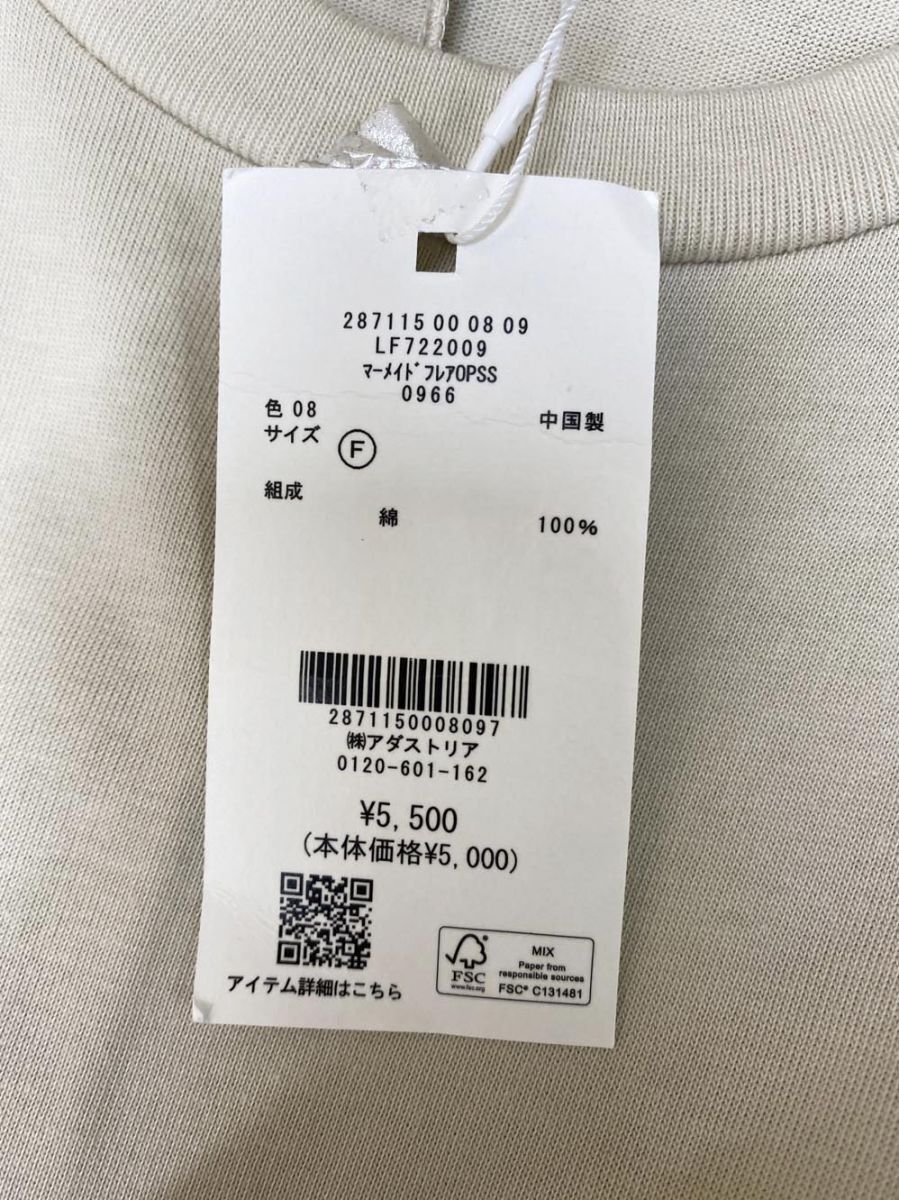 287115 00 08 09
LF722009
ﾏｰﾒｲﾄﾞﾌﾚｱOPSS
0966
色 08
中国製
サイズ Ⓕ
組成
綿 100%
2871150008097
㈱アダストリア
0120-601-162
¥5,500
(本体価格¥5,000)
アイテム詳細はこちら
FSC
www.fsc.org
MIX
Paper from
responsible sources
FSC® C131481